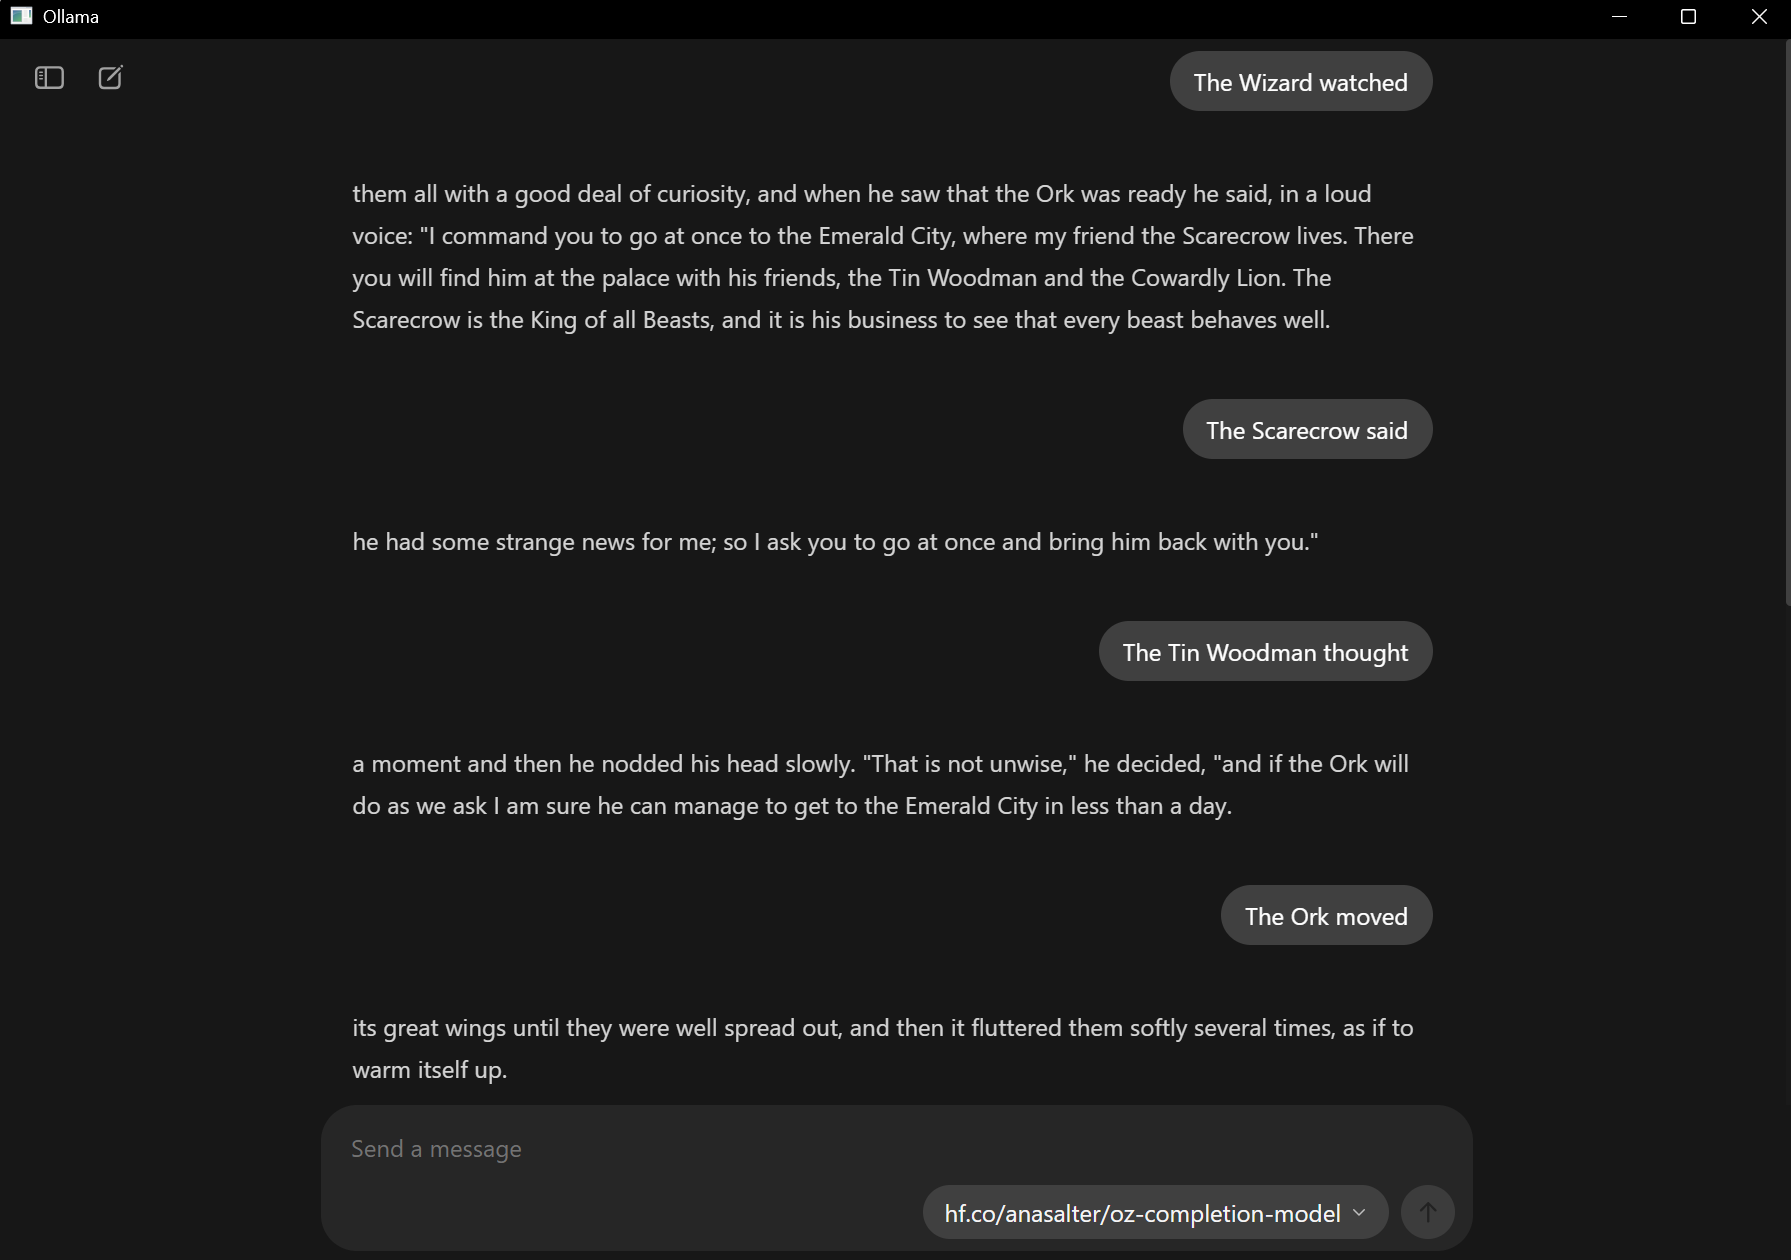 Ollama
The Wizard watched
them all with a good deal of curiosity, and when he saw that the Ork was ready he said, in a loud
voice: "I command you to go at once to the Emerald City, where my friend the Scarecrow lives. There
you will find him at the palace with his friends, the Tin Woodman and the Cowardly Lion. The
Scarecrow is the King of all Beasts, and it is his business to see that every beast behaves well.
The Scarecrow said
he had some strange news for me; so I ask you to go at once and bring him back with you."
The Tin Woodman thought
a moment and then he nodded his head slowly. "That is not unwise," he decided, "and if the Ork will
do as we ask I am sure he can manage to get to the Emerald City in less than a day.
The Ork moved
its great wings until they were well spread out, and then it fluttered them softly several times, as if to
warm itself up.
Send a message
hf.co/anasalter/oz-completion-model